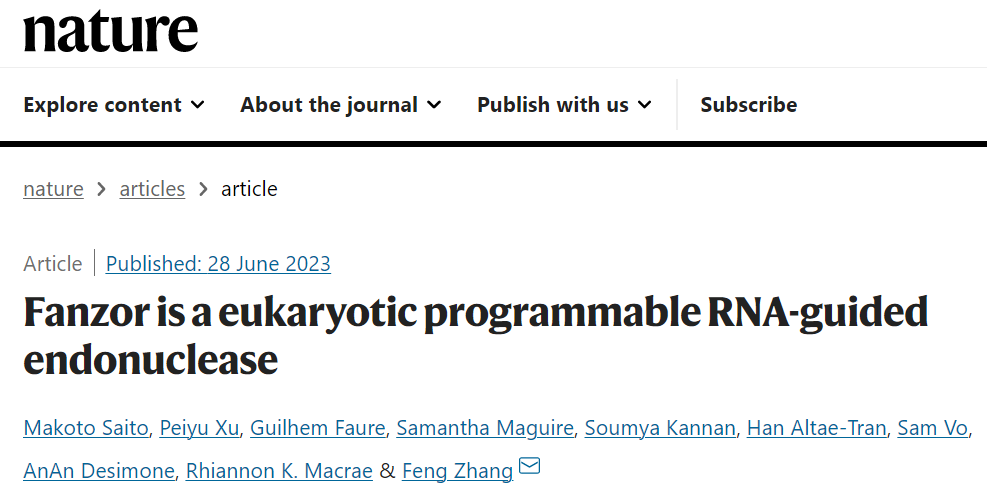 nature
Explore content About the journal Publish with us Subscribe
nature > articles > article
Article | Published: 28 June 2023
Fanzor is a eukaryotic programmable RNA-guided
endonuclease
Makoto Saito, Peiyu Xu, Guilhem Faure, Samantha Maguire, Soumya Kannan, Han Altae-Tran, Sam Vo,
AnAn Desimone, Rhiannon K. Macrae & Feng Zhang